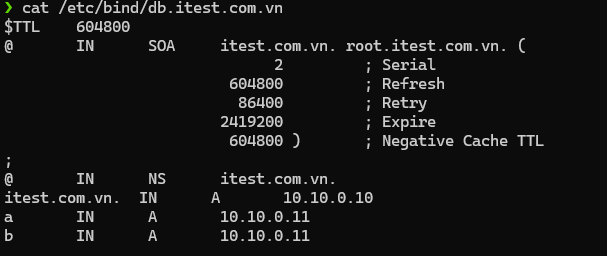 ❯ cat /etc/bind/db.itest.com.vn
$TTL    604800
@       IN      SOA     itest.com.vn. root.itest.com.vn. (
                              2         ; Serial
                         604800         ; Refresh
                          86400         ; Retry
                        2419200         ; Expire
                         604800 )       ; Negative Cache TTL
;
@       IN      NS      itest.com.vn.
itest.com.vn.  IN      A       10.10.0.10
a       IN      A       10.10.0.11
b       IN      A       10.10.0.11